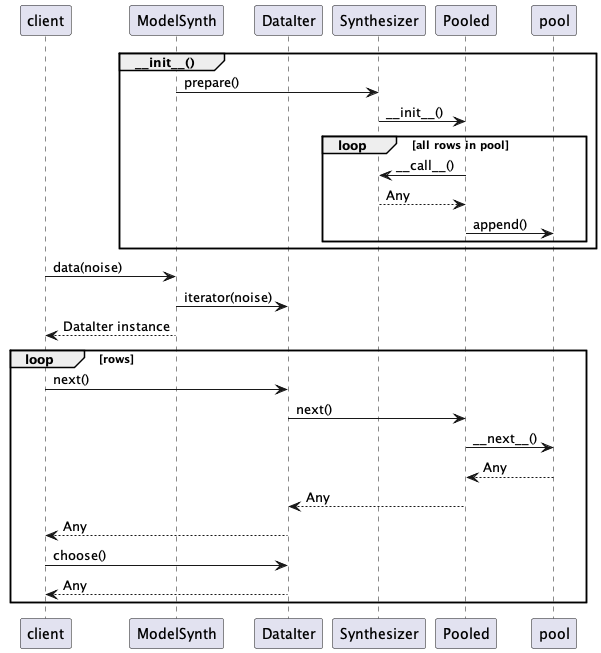 client ModelSynth DataIter Synthesizer Pooled pool
__init__()
prepare()
__init__()
loop [all rows in pool]
__call__()
Any
append()
data(noise)
iterator(noise)
DataIter instance
loop [rows]
next()
next()
__next__()
Any
Any
Any
choose()
Any
client ModelSynth DataIter Synthesizer Pooled pool